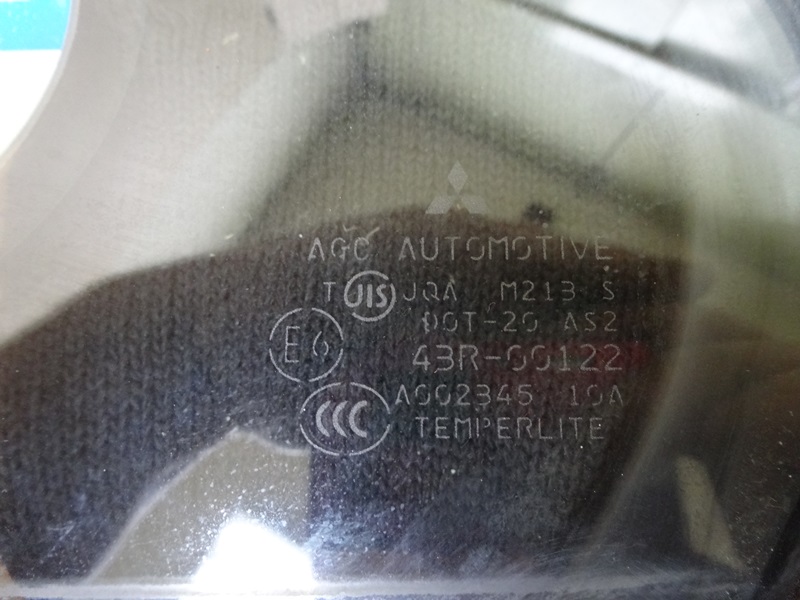 AGC AUTOMOTIVE
T JIS JQA M213 S
DOT-20 AS2
E6 43R-00122
CCC A002345 10A
TEMPERLITE